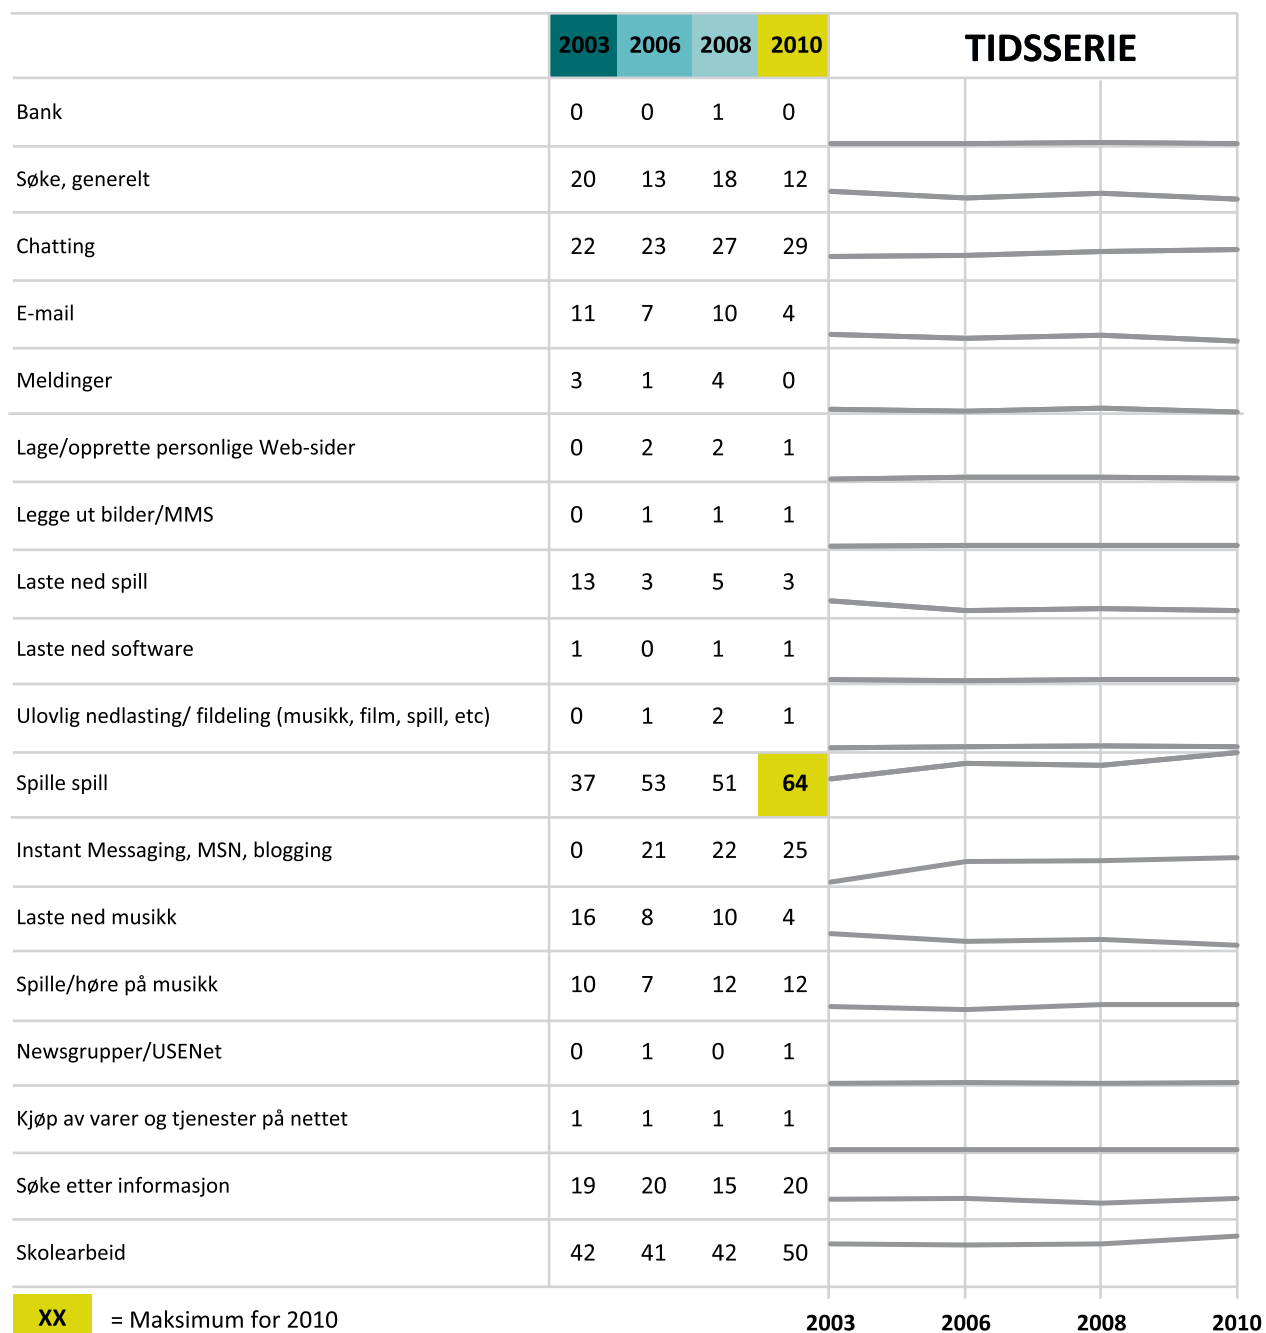 2003 2006 2008 2010 TIDSSERIE
Bank 0 0 1 0
Søke, generelt 20 13 18 12
Chatting 22 23 27 29
E-mail 11 7 10 4
Meldinger 3 1 4 0
Lage/opprette personlige Web-sider 0 2 2 1
Legge ut bilder/MMS 0 1 1 1
Laste ned spill 13 3 5 3
Laste ned software 1 0 1 1
Ulovlig nedlasting/ fildeling (musikk, film, spill, etc) 0 1 2 1
Spille spill 37 53 51 64
Instant Messaging, MSN, blogging 0 21 22 25
Laste ned musikk 16 8 10 4
Spille/høre på musikk 10 7 12 12
Newsgrupper/USENet 0 1 0 1
Kjøp av varer og tjenester på nettet 1 1 1 1
Søke etter informasjon 19 20 15 20
Skolearbeid 42 41 42 50
XX = Maksimum for 2010
2003 2006 2008 2010